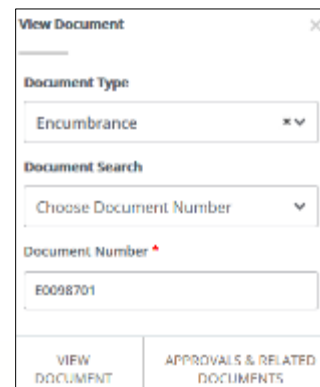 View Document
×
Document Type
Encumbrance
×
Document Search
Choose Document Number
Document Number *
E0098701
VIEW
DOCUMENT
APPROVALS & RELATED
DOCUMENTS